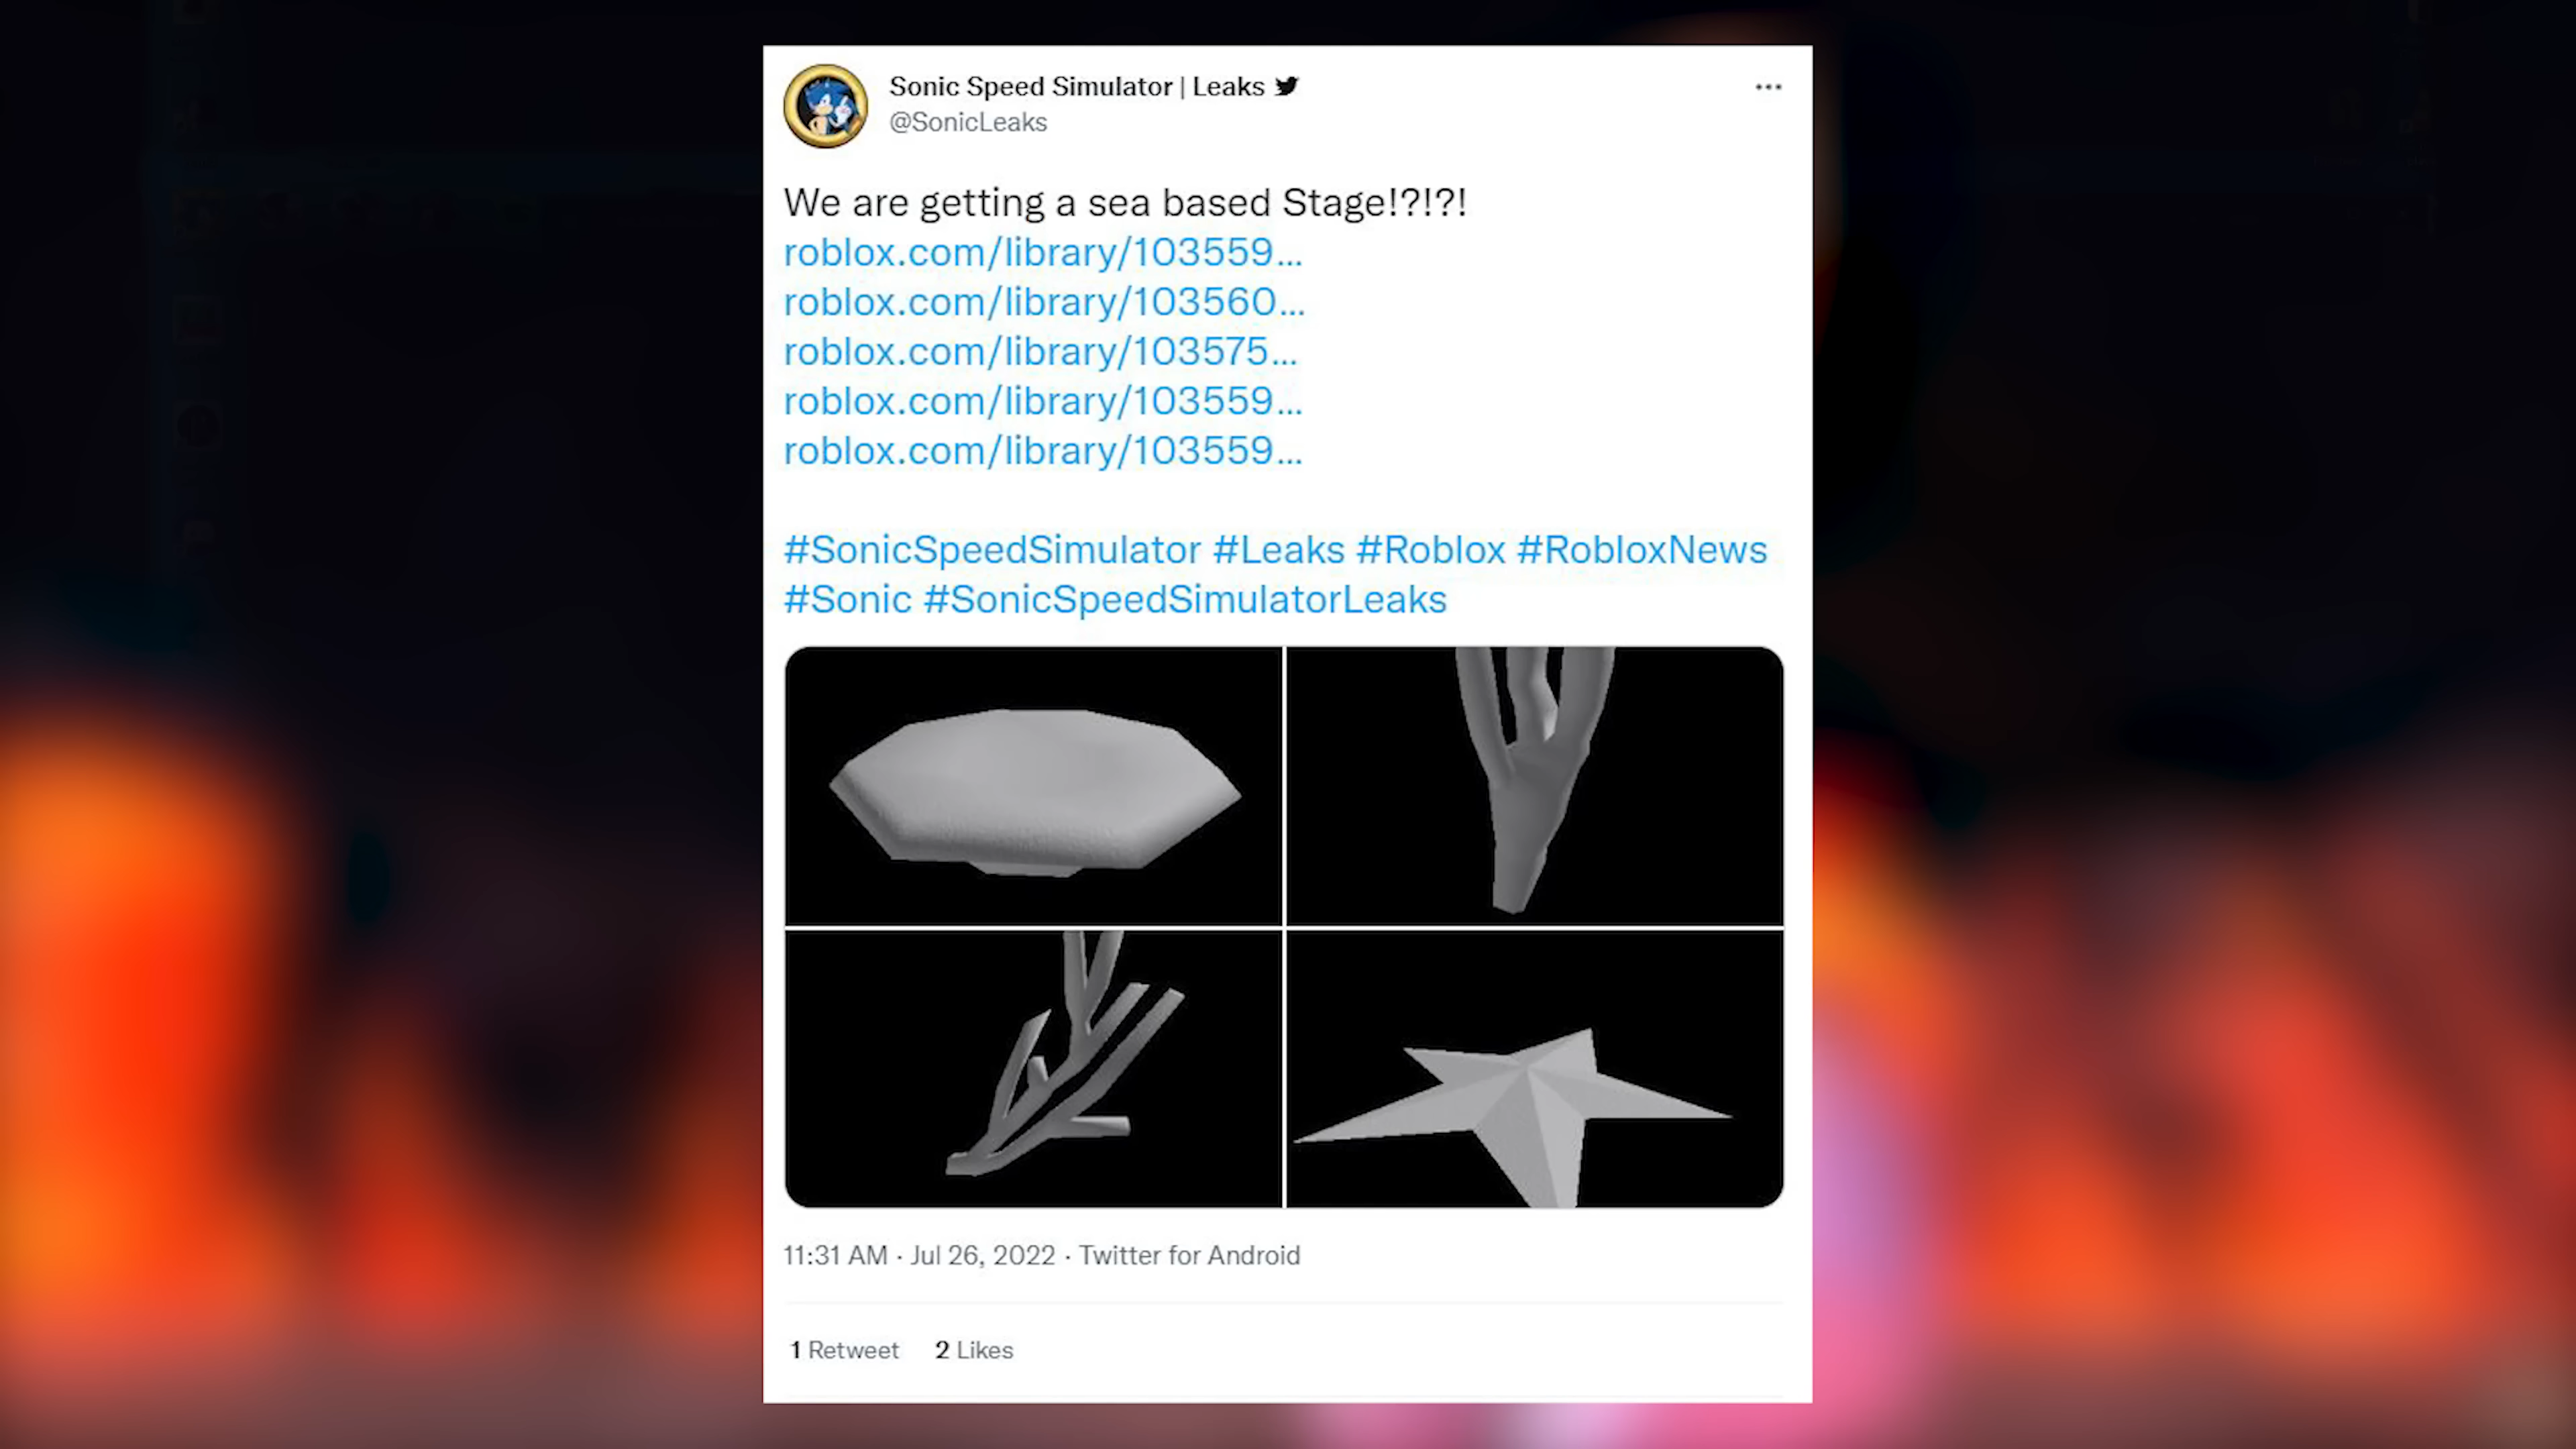 Sonic Speed Simulator | Leaks
@SonicLeaks
We are getting a sea based Stage!?!?!
roblox.com/library/103559...
roblox.com/library/103560...
roblox.com/library/103575...
roblox.com/library/103559...
roblox.com/library/103559...
#SonicSpeedSimulator #Leaks #Roblox #RobloxNews
#Sonic #SonicSpeedSimulatorLeaks
11:31 AM · Jul 26, 2022 · Twitter for Android
1 Retweet 2 Likes